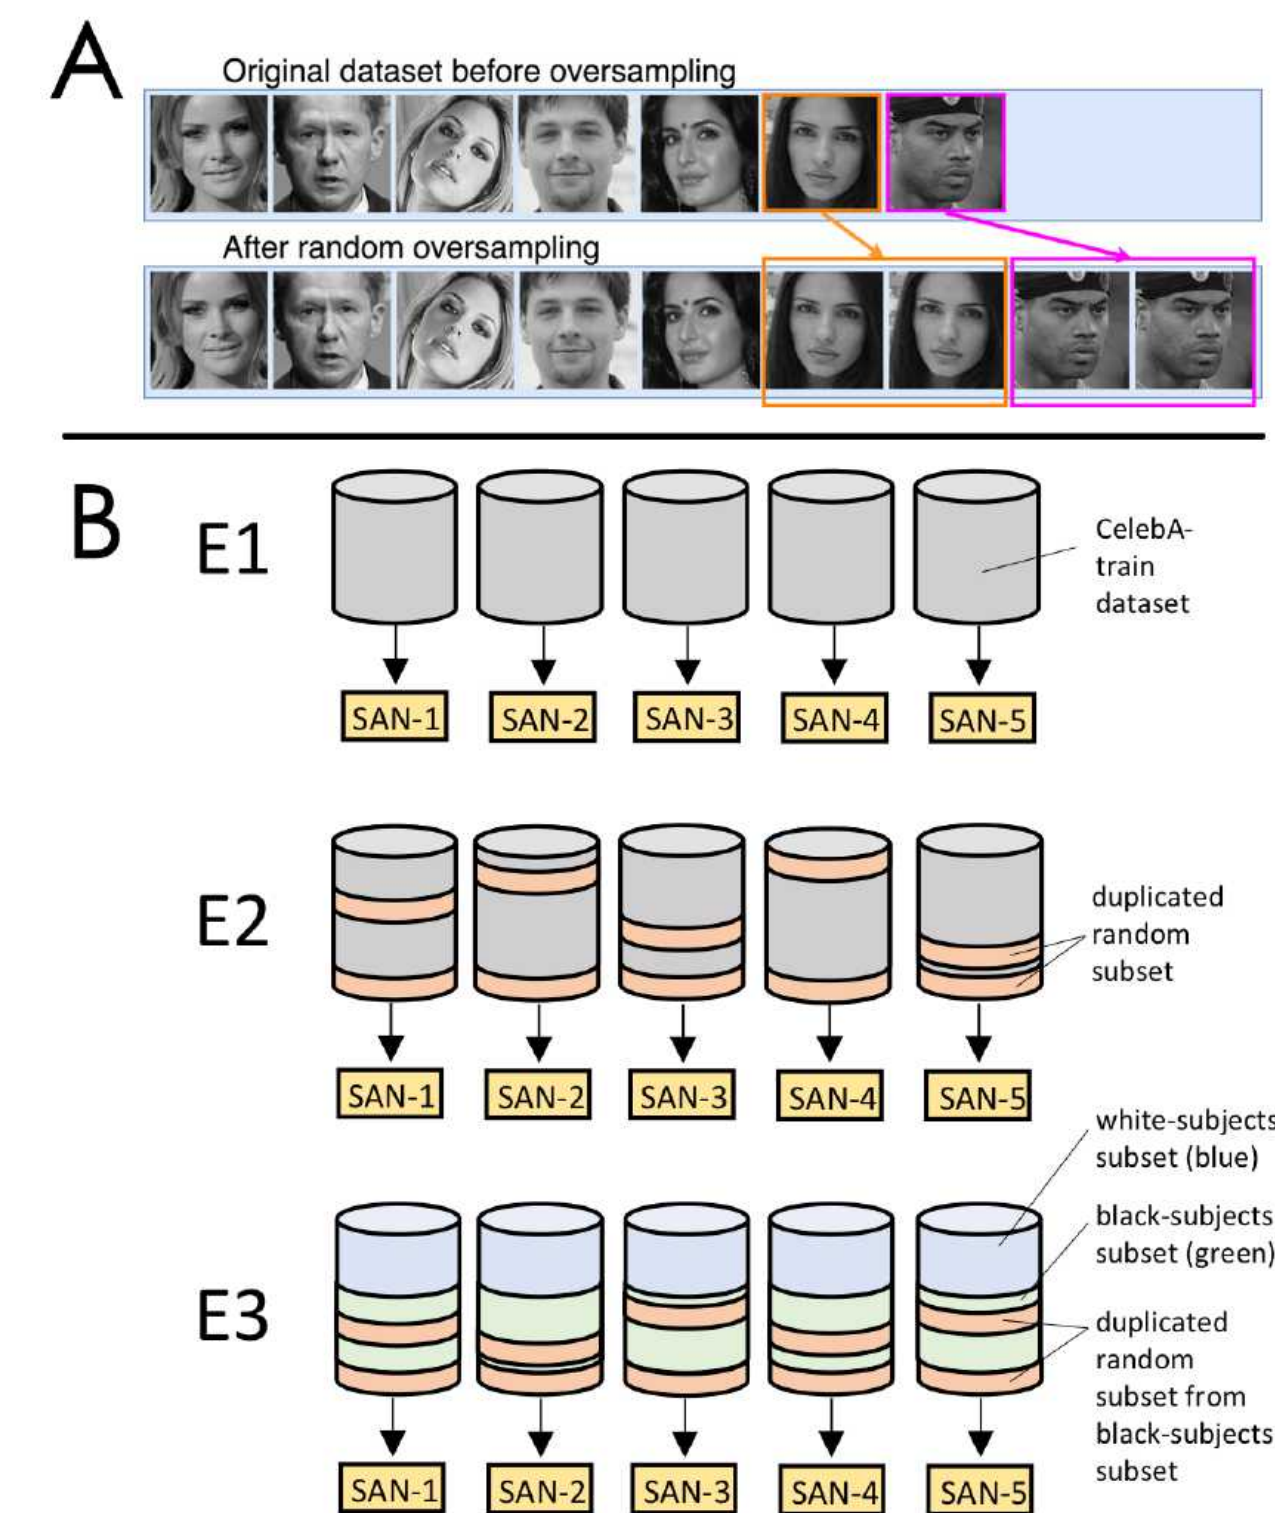 A
Original dataset before oversampling
After random oversampling
B
E1
CelebA-
train
dataset
SAN-1
SAN-2
SAN-3
SAN-4
SAN-5
E2
duplicated
random
subset
SAN-1
SAN-2
SAN-3
SAN-4
SAN-5
white-subjects
subset (blue)
black-subjects
subset (green)
E3
duplicated
random
subset from
black-subjects
subset
SAN-1
SAN-2
SAN-3
SAN-4
SAN-5